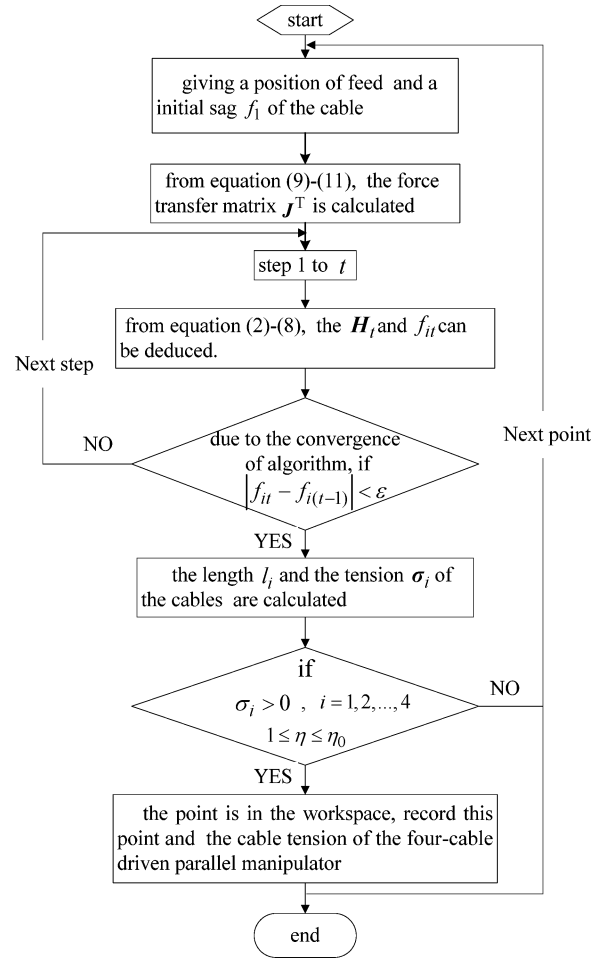 start
giving a position of feed and a
initial sag f₁ of the cable
from equation (9)-(11), the force
transfer matrix Jᵀ is calculated
step 1 to t
from equation (2)-(8), the Hₜ and fᵢₜ can
be deduced.
Next step
NO
due to the convergence
of algorithm, if
|fᵢₜ − fᵢ₍ₜ₋₁₎| < ε
Next point
YES
the length lᵢ and the tension σᵢ of
the cables are calculated
if
σᵢ > 0 , i = 1,2,...,4
1 ≤ η ≤ η₀
NO
YES
the point is in the workspace, record this
point and the cable tension of the four-cable
driven parallel manipulator
end